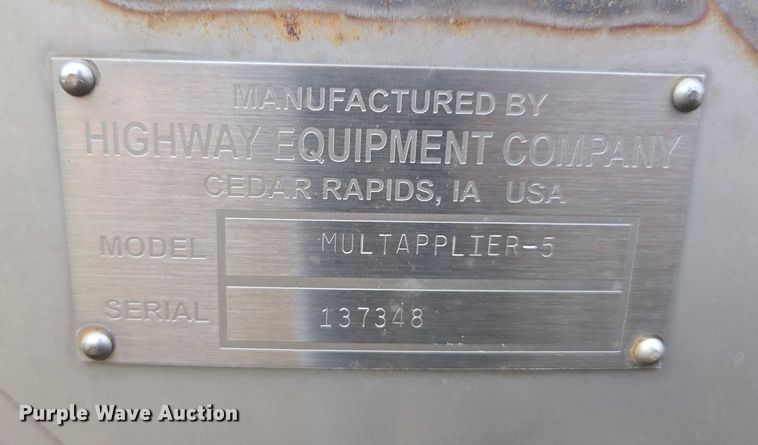 MANUFACTURED BY
HIGHWAY EQUIPMENT COMPANY
CEDAR RAPIDS, IA USA
MODEL MULTAPPLIER-5
SERIAL 137348
Purple Wave Auction